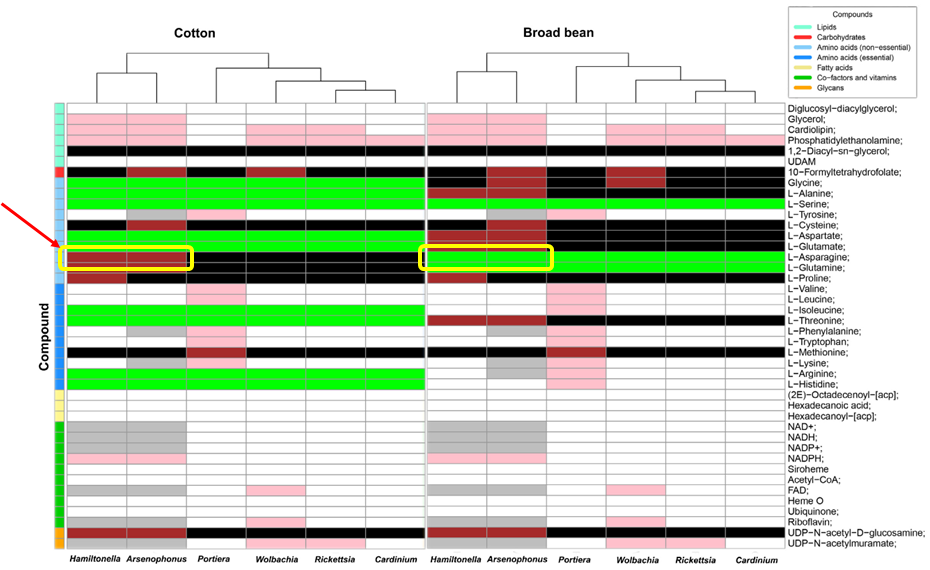 Cotton
Broad bean
Compounds
Lipids
Carbohydrates
Amino acids (non-essential)
Amino acids (essential)
Fatty acids
Co-factors and vitamins
Glycans
Compound
Diglucosyl-diacylglycerol;
Glycerol;
Cardiolipin;
Phosphatidylethanolamine;
1,2-Diacyl-sn-glycerol;
UDAM
10-Formyltetrahydrofolate;
Glycine;
L-Alanine;
L-Serine;
L-Tyrosine;
L-Cysteine;
L-Aspartate;
L-Glutamate;
L-Asparagine;
L-Glutamine;
L-Proline;
L-Valine;
L-Leucine;
L-Isoleucine;
L-Threonine;
L-Phenylalanine;
L-Tryptophan;
L-Methionine;
L-Lysine;
L-Arginine;
L-Histidine;
(2E)-Octadecenoyl-[acp];
Hexadecanoic acid;
Hexadecanoyl-[acp];
NAD+;
NADH;
NADP+;
NADPH;
Siroheme
Acetyl-CoA;
FAD;
Heme O
Ubiquinone;
Riboflavin;
UDP-N-acetyl-D-glucosamine;
UDP-N-acetylmuramate;
Hamiltonella Arsenophonus Portiera Wolbachia Rickettsia Cardinium Hamiltonella Arsenophonus Portiera Wolbachia Rickettsia Cardinium